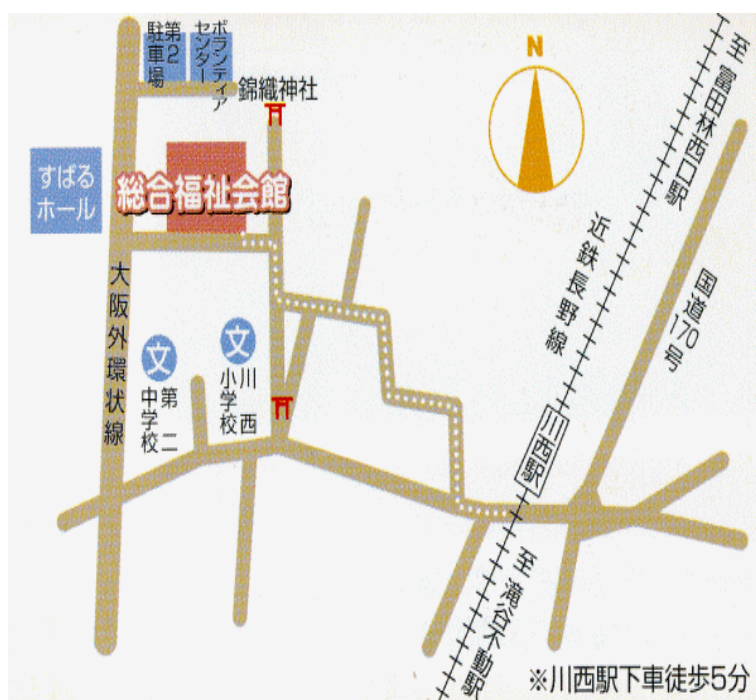 第2
駐車場
ボランティア
センター
錦織神社
N
至 富田林西口駅
すばる
ホール
総合福祉会館
近鉄長野線
国道170号
大阪外環状線
文
第二
中学校
文
川西
小学校
川西駅
至 滝谷不動駅
※川西駅下車徒歩5分